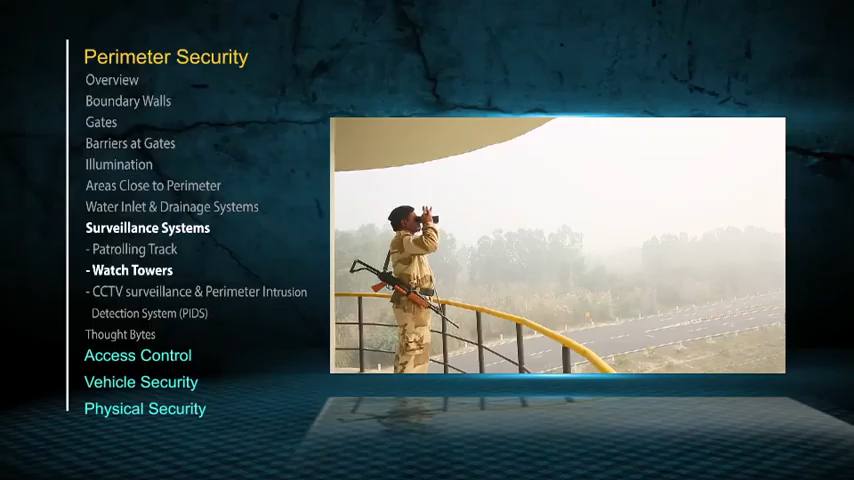 Perimeter Security
Overview
Boundary Walls
Gates
Barriers at Gates
Illumination
Areas Close to Perimeter
Water Inlet & Drainage Systems
Surveillance Systems
- Patrolling Track
- Watch Towers
- CCTV surveillance & Perimeter Intrusion
Detection System (PIDS)
Thought Bytes
Access Control
Vehicle Security
Physical Security